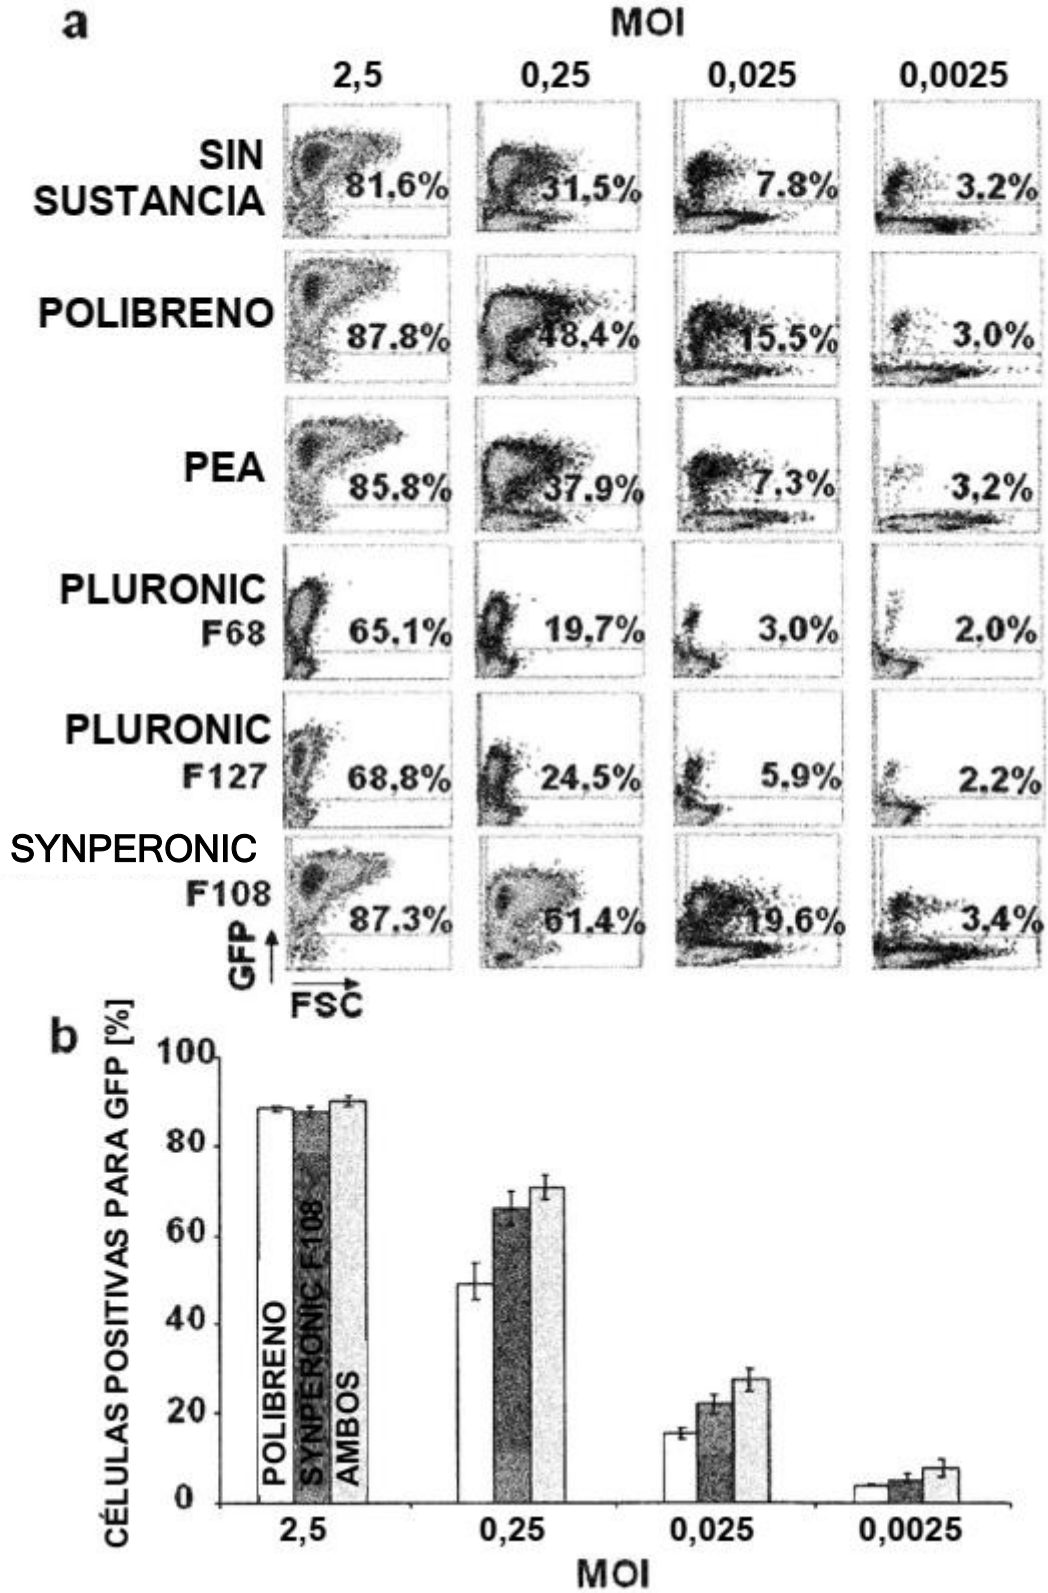 a
MOI
2,5 0,25 0,025 0,0025
SIN
SUSTANCIA
81,6% 31,5% 7.8% 3.2%
POLIBRENO
87.8% 48.4% 15.5% 3.0%
PEA
85.8% 37.9% 7.3% 3,2%
PLURONIC
F68
65.1% 19.7% 3.0% 2.0%
PLURONIC
F127
68,8% 24,5% 5.9% 2.2%
SYNPERONIC
F108
87.3% 61.4% 19.6% 3.4%
GFP
FSC
b
CÉLULAS POSITIVAS PARA GFP [%]
100
80
60
40
20
0
POLIBRENO
SYNPERONIC F108
AMBOS
2,5 0,25 0,025 0,0025
MOI